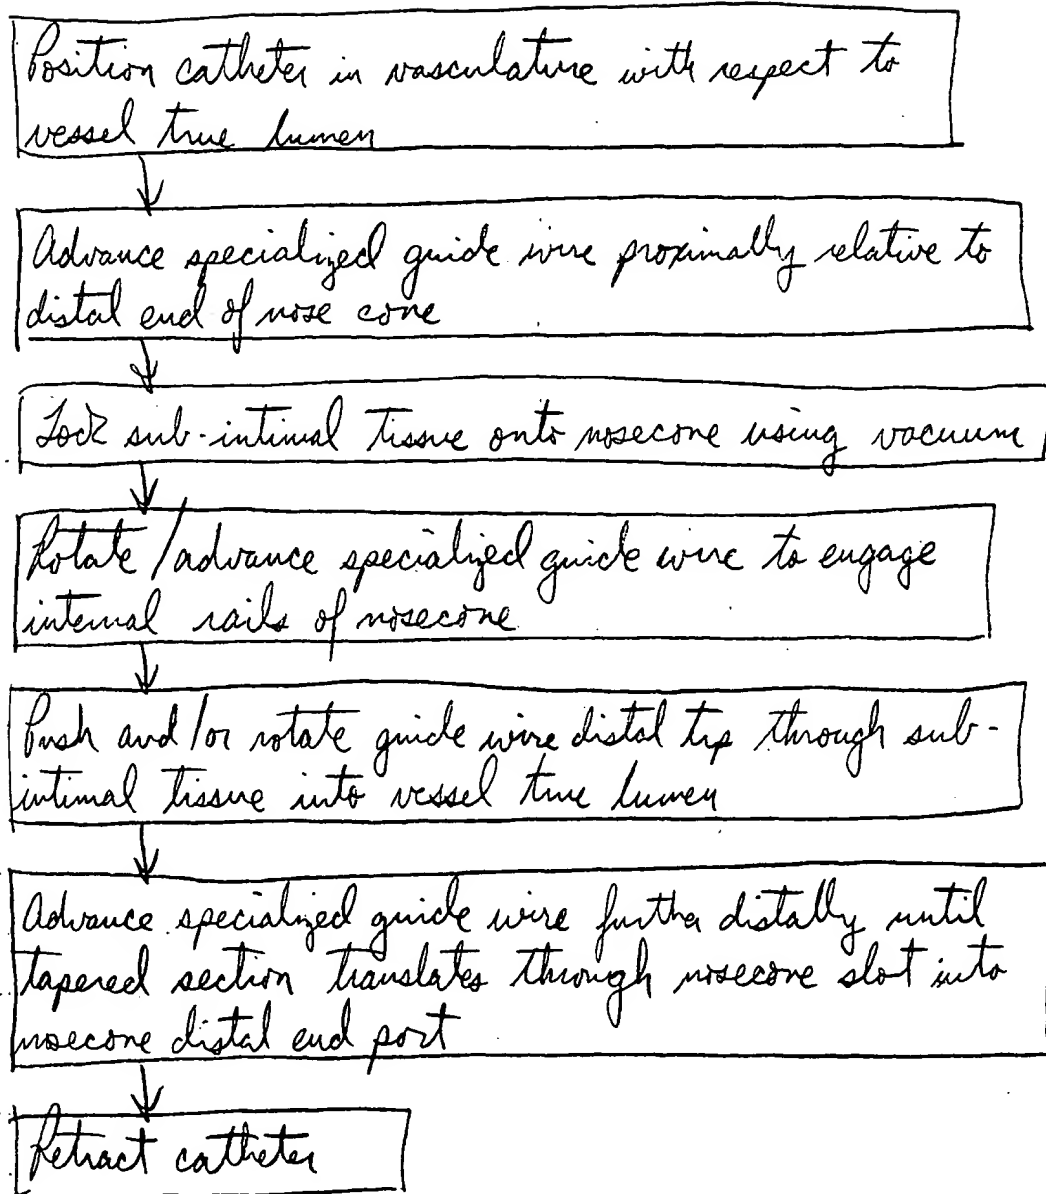 Position catheter in vasculature with respect to
vessel true lumen
Advance specialized guide wire proximally relative to
distal end of nose cone
Lock sub-intimal tissue onto nosecone using vacuum
Rotate/advance specialized guide wire to engage
internal rails of nosecone
Push and/or rotate guide wire distal tip through sub-
intimal tissue into vessel true lumen
Advance specialized guide wire further distally until
tapered section translates through nosecone slot into
nosecone distal end port
Retract catheter